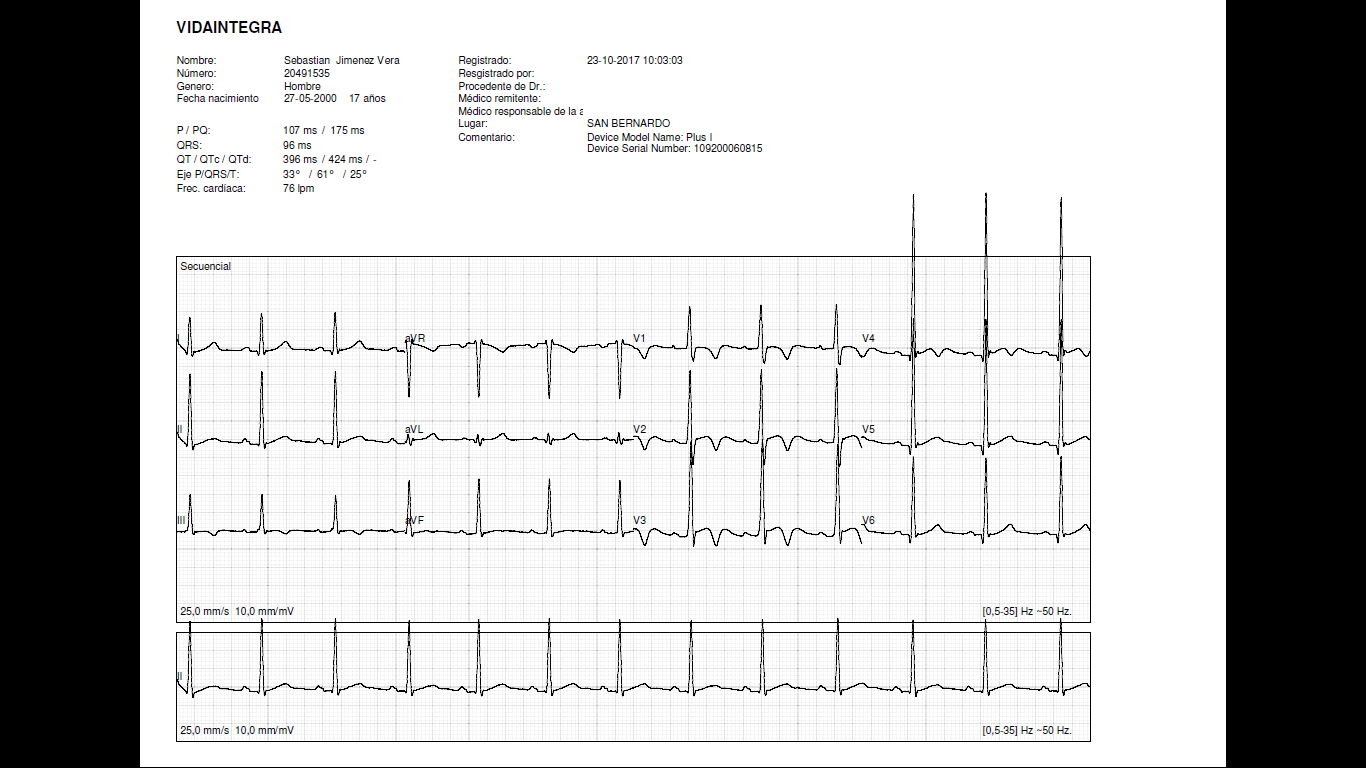 VIDAINTEGRA
Nombre: Sebastian Jimenez Vera
Número: 20491535
Genero: Hombre
Fecha nacimiento 27-05-2000 17 años
P / PQ: 107 ms / 175 ms
QRS: 96 ms
QT / QTc / QTd: 396 ms / 424 ms / -
Eje P/QRS/T: 33° / 61° / 25°
Frec. cardíaca: 76 lpm
Registrado: 23-10-2017 10:03:03
Resgistrado por:
Procedente de Dr.:
Médico remitente:
Médico responsable de la a
Lugar: SAN BERNARDO
Comentario: Device Model Name: Plus I
Device Serial Number: 109200060815
Secuencial
I aVR V1 V4
II aVL V2 V5
III aVF V3 V6
25,0 mm/s 10,0 mm/mV [0,5-35] Hz ~50 Hz.
II
25,0 mm/s 10,0 mm/mV [0,5-35] Hz ~50 Hz.